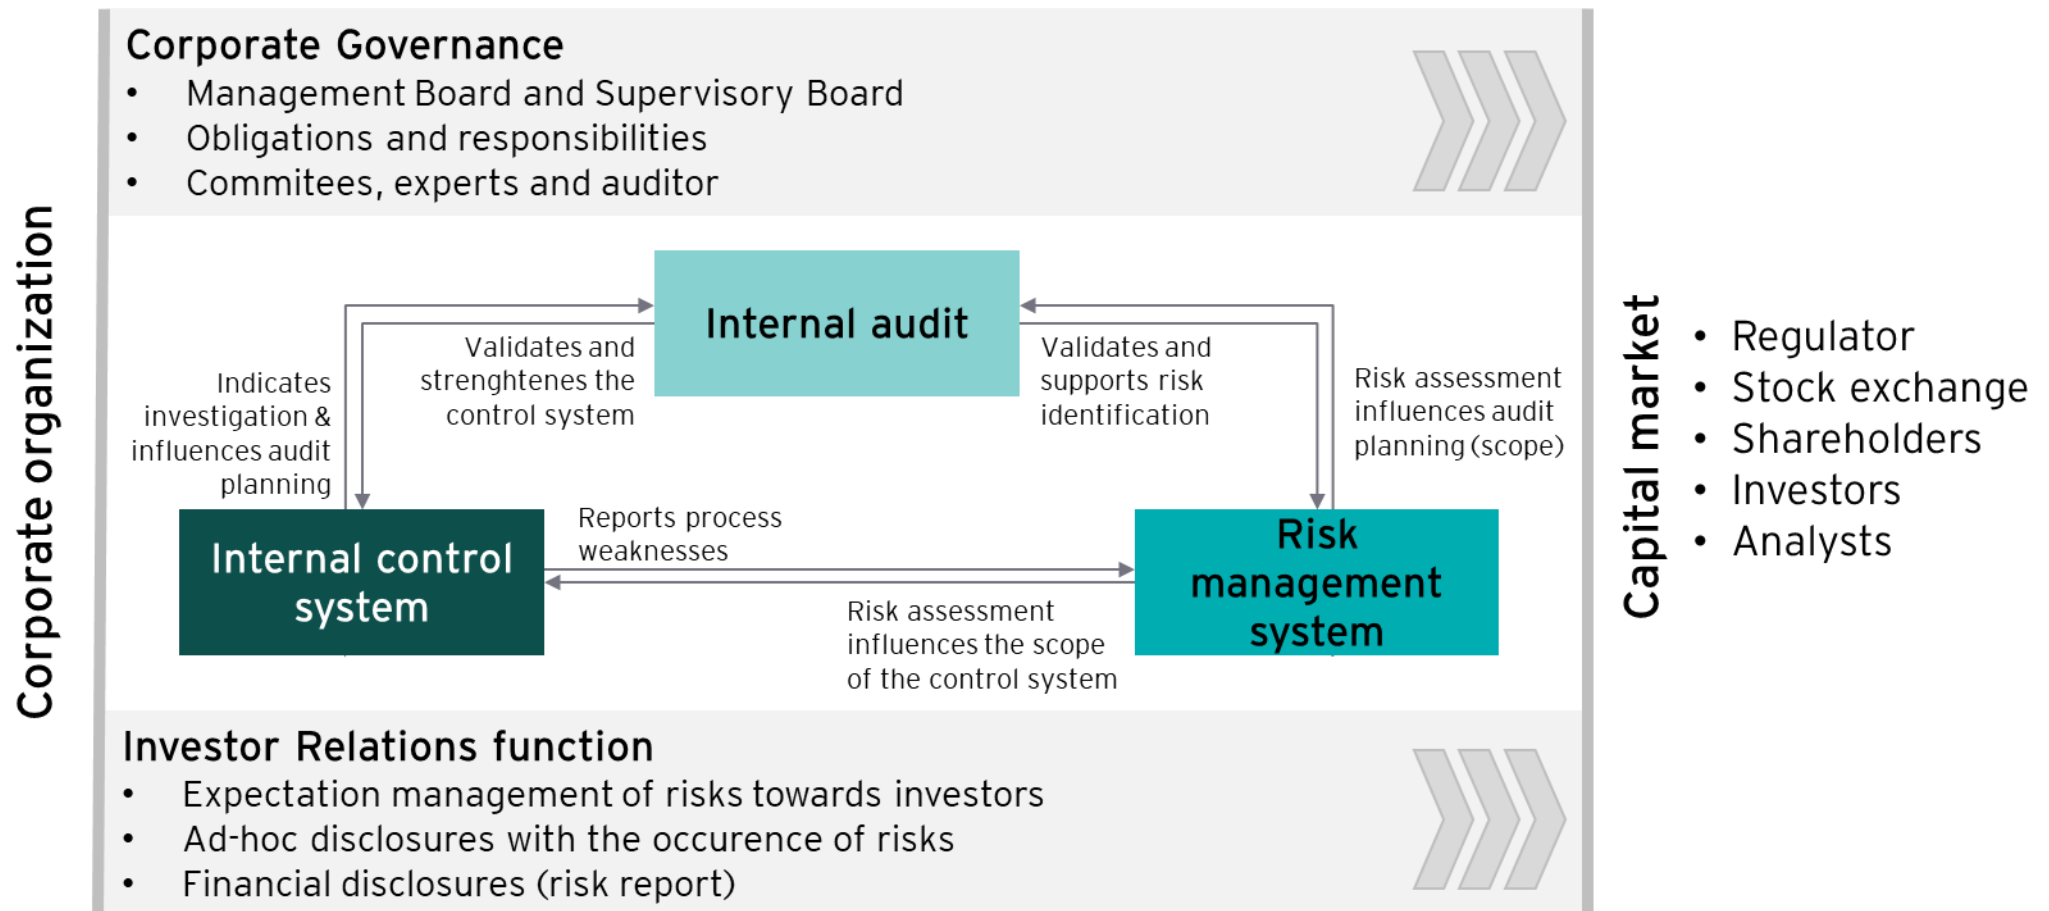 Corporate organization
Corporate Governance
• Management Board and Supervisory Board
• Obligations and responsibilities
• Commitees, experts and auditor
Internal audit
Indicates
investigation &
influences audit
planning
Validates and
strenghtenes the
control system
Validates and
supports risk
identification
Risk assessment
influences audit
planning (scope)
Internal control
system
Reports process
weaknesses
Risk assessment
influences the scope
of the control system
Risk
management
system
Investor Relations function
• Expectation management of risks towards investors
• Ad-hoc disclosures with the occurence of risks
• Financial disclosures (risk report)
Capital market
• Regulator
• Stock exchange
• Shareholders
• Investors
• Analysts